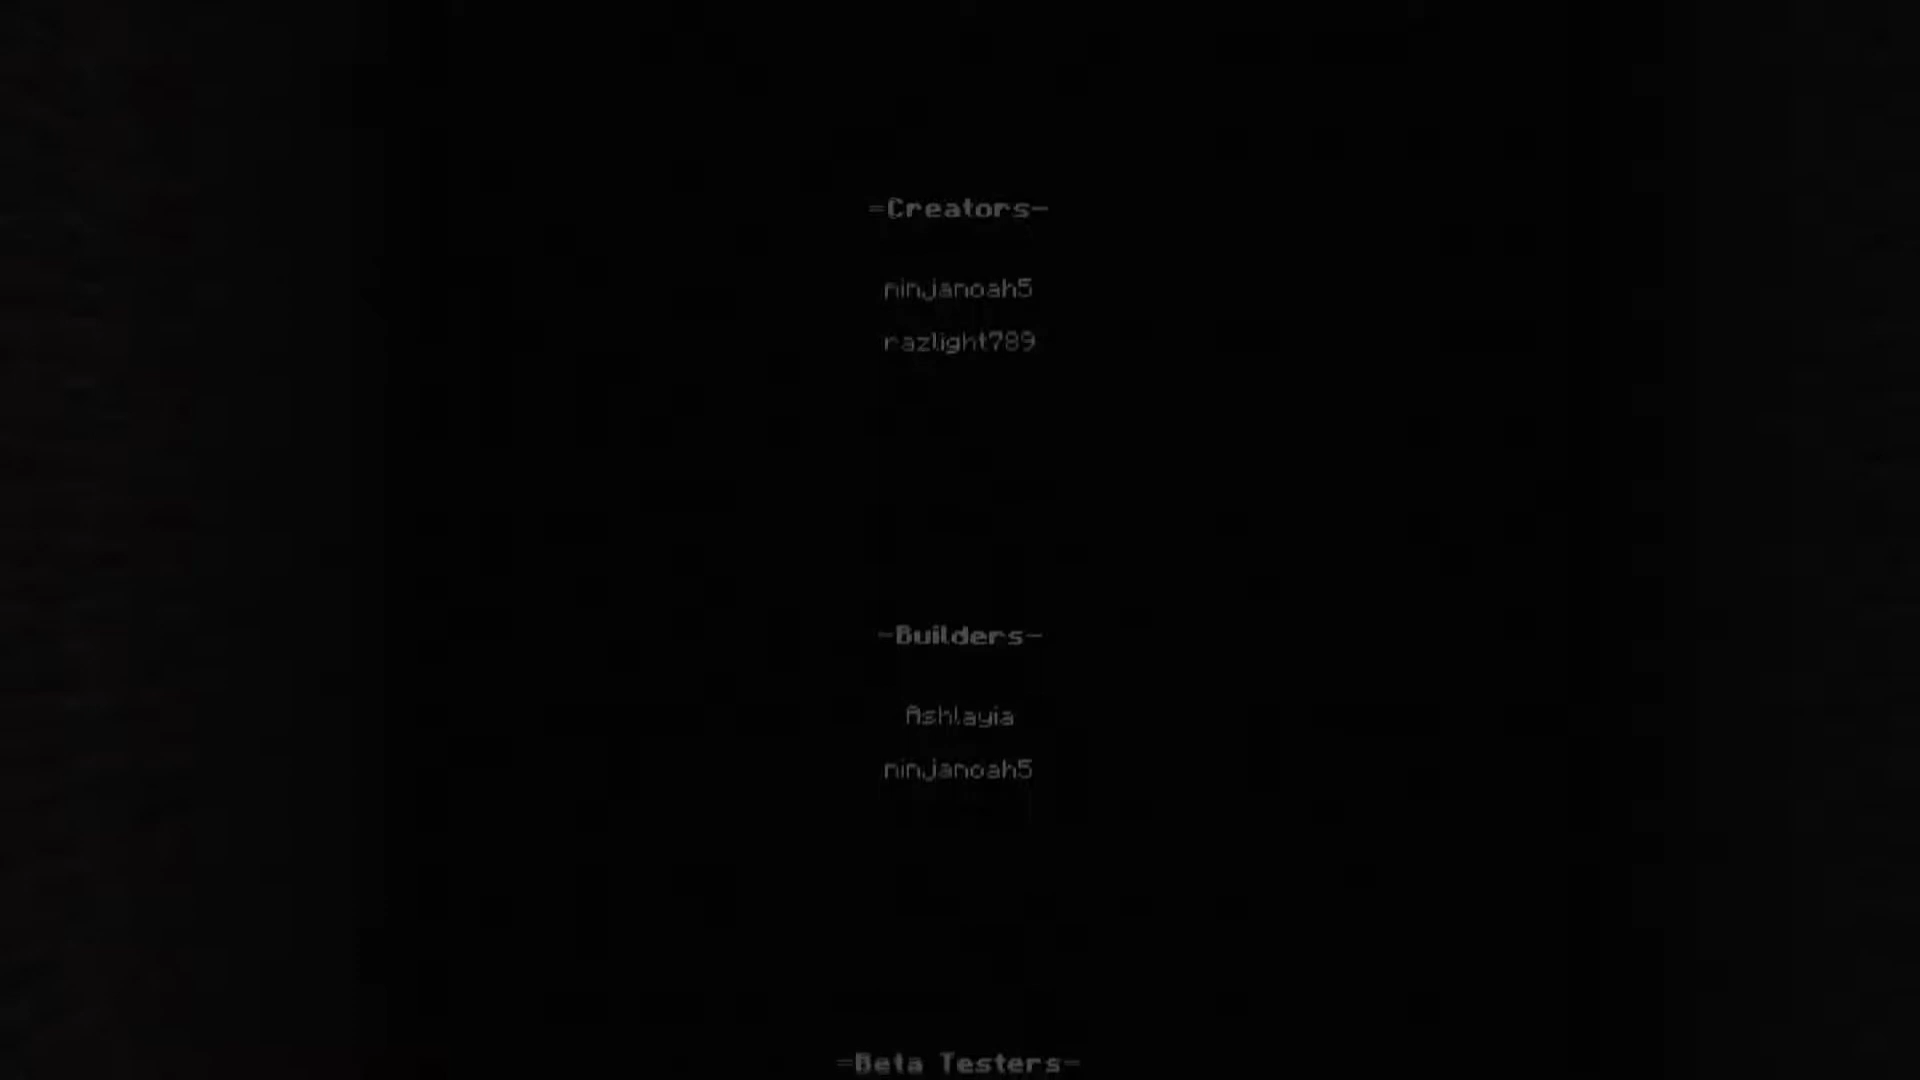 =Creators-
ninjanoah5
razlight789
-Builders-
Ashlayia
ninjanoah5
=Beta Testers-